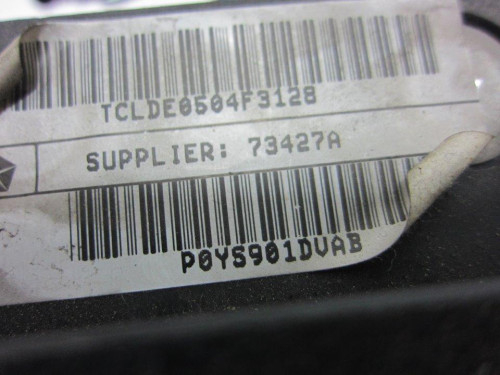 TCLDE0504F3128
SUPPLIER: 73427A
P0YS901DVAB